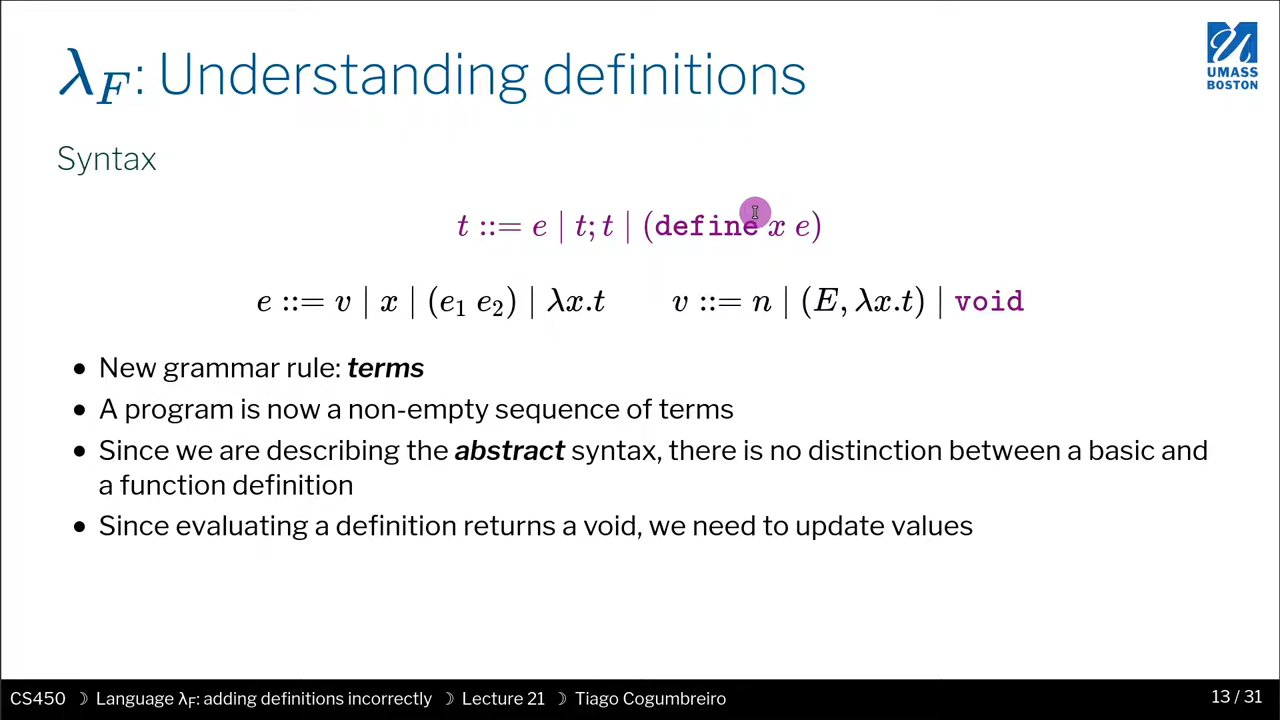 λF: Understanding definitions
UMASS
BOSTON
Syntax
t ::= e | t; t | (define x e)
e ::= v | x | (e₁ e₂) | λx.t v ::= n | (E, λx.t) | void
• New grammar rule: terms
• A program is now a non-empty sequence of terms
• Since we are describing the abstract syntax, there is no distinction between a basic and
a function definition
• Since evaluating a definition returns a void, we need to update values
CS450 ☽ Language λF: adding definitions incorrectly ☽ Lecture 21 ☽ Tiago Cogumbreiro
13 / 31